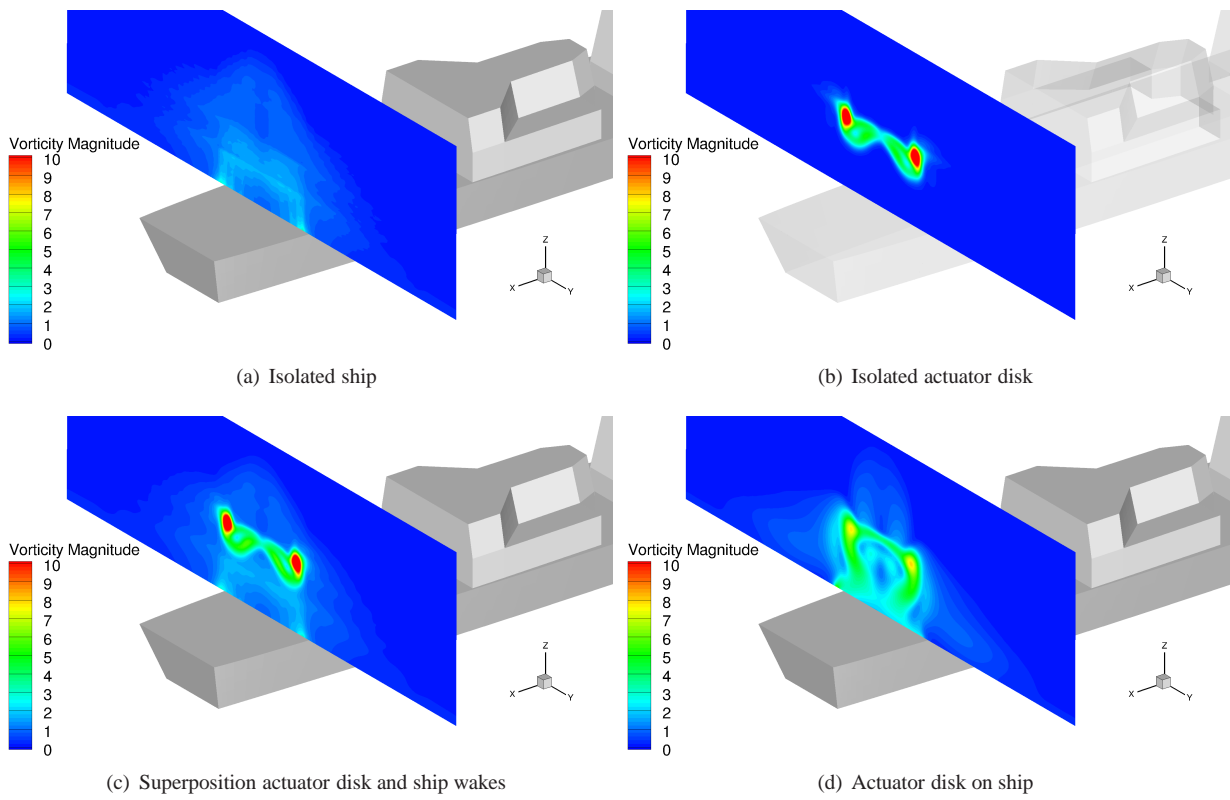 Vorticity Magnitude
10
9
8
7
6
5
4
3
2
1
0
Z
X
Y
(a) Isolated ship
Vorticity Magnitude
10
9
8
7
6
5
4
3
2
1
0
Z
X
Y
(b) Isolated actuator disk
Vorticity Magnitude
10
9
8
7
6
5
4
3
2
1
0
Z
X
Y
(c) Superposition actuator disk and ship wakes
Vorticity Magnitude
10
9
8
7
6
5
4
3
2
1
0
Z
X
Y
(d) Actuator disk on ship